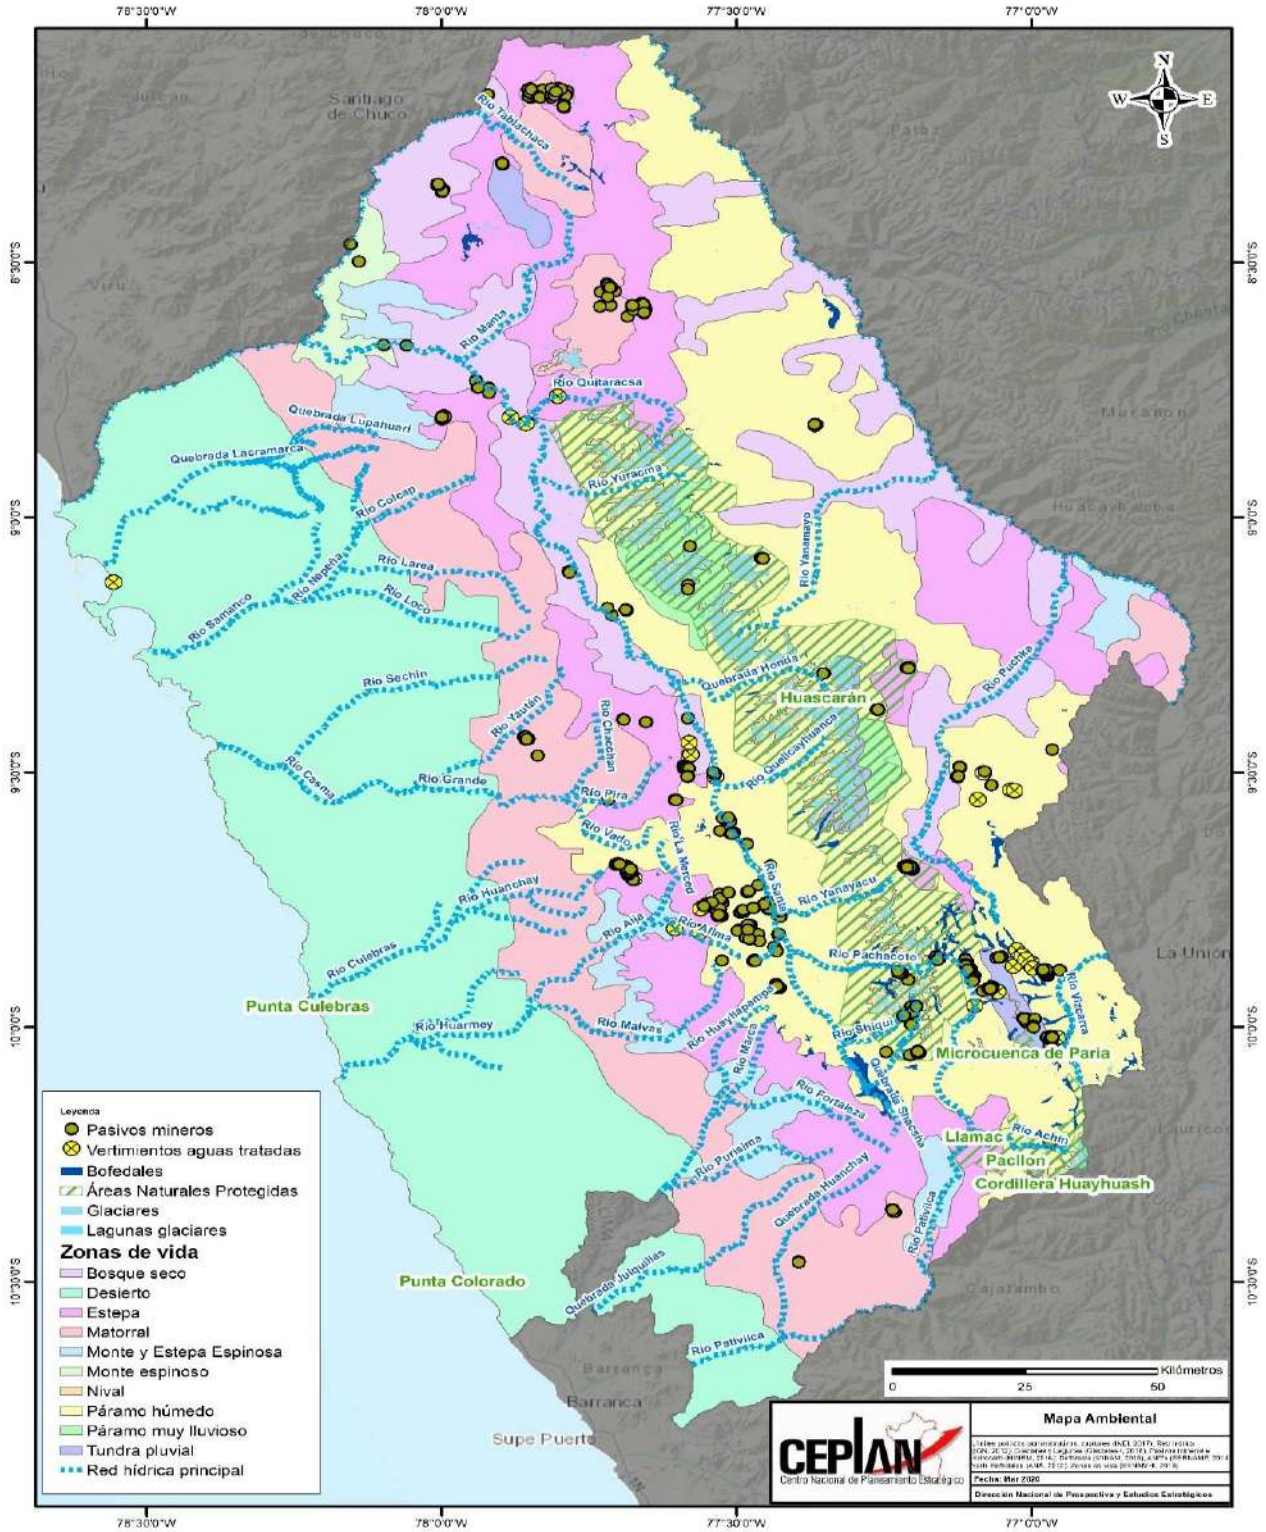 78°30'0"W 78°0'0"W 77°30'0"W 77°0'0"W
Santiago
de Chuco
Río Tablachaca
N
W E
S
8°30'0"S
8°30'0"S
Virú
Río Manta
Río Quitaracsa
Quebrada Lupahuari
Quebrada Lacramarca
Río Colcap
Río Yuracma
Marañon
Huacaybamba
9°0'0"S
9°0'0"S
Río Yanamayo
Río Nepeña
Río Larea
Río Loco
Río Samanco
Río Sechin
Río Yaután
Río Chacchan
Quebrada Honda
Huascarán
Río Puchka
Quebrada Quellcayhuanca
9°30'0"S
9°30'0"S
Río Casma
Río Grande
Río Pira
Río Vado
Río La Merced
Río Santa
Río Huanchay
Río Yanayacu
Río Culebras
Río Alja
Río Atima
Río Pachacoto
La Unión
Punta Culebras
Río Huarmey
Río Malvas
Río Huayllapampa
Río Marca
Río Shiqui
Río Vizcarra
10°0'0"S
10°0'0"S
Microcuenca de Paria
Quebrada Shacsha
Río Fortaleza
Llamac
Río Achin
Pacllon
Cordillera Huayhuash
Río Purisima
Quebrada Huanchay
Río Pativilca
Quebrada Julquillas
Punta Colorado
10°30'0"S
10°30'0"S
Cajatambo
Río Pativilca
Barranca
Barranca
Supe Puerto
Leyenda
Pasivos mineros
Vertimientos aguas tratadas
Bofedales
Áreas Naturales Protegidas
Glaciares
Lagunas glaciares
Zonas de vida
Bosque seco
Desierto
Estepa
Matorral
Monte y Estepa Espinosa
Monte espinoso
Nival
Páramo húmedo
Páramo muy lluvioso
Tundra pluvial
Red hídrica principal
Kilómetros
0 25 50
CEPLAN
Centro Nacional de Planeamiento Estratégico
Mapa Ambiental
Fecha: Mar 2020
Dirección Nacional de Prospectiva y Estudios Estratégicos
78°30'0"W 78°0'0"W 77°30'0"W 77°0'0"W